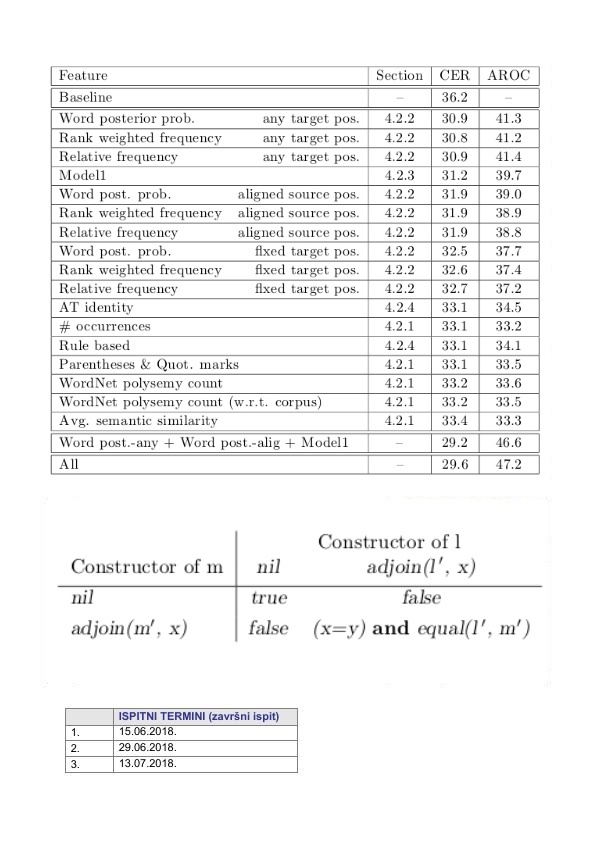 Feature Section CER AROC
Baseline – 36.2 –
Word posterior prob. any target pos. 4.2.2 30.9 41.3
Rank weighted frequency any target pos. 4.2.2 30.8 41.2
Relative frequency any target pos. 4.2.2 30.9 41.4
Model1 4.2.3 31.2 39.7
Word post. prob. aligned source pos. 4.2.2 31.9 39.0
Rank weighted frequency aligned source pos. 4.2.2 31.9 38.9
Relative frequency aligned source pos. 4.2.2 31.9 38.8
Word post. prob. fixed target pos. 4.2.2 32.5 37.7
Rank weighted frequency fixed target pos. 4.2.2 32.6 37.4
Relative frequency fixed target pos. 4.2.2 32.7 37.2
AT identity 4.2.4 33.1 34.5
# occurrences 4.2.1 33.1 33.2
Rule based 4.2.4 33.1 34.1
Parentheses & Quot. marks 4.2.1 33.1 33.5
WordNet polysemy count 4.2.1 33.2 33.6
WordNet polysemy count (w.r.t. corpus) 4.2.1 33.2 33.5
Avg. semantic similarity 4.2.1 33.4 33.3
Word post.-any + Word post.-alig + Model1 – 29.2 46.6
All – 29.6 47.2
Constructor of l
Constructor of m nil adjoin(l′, x)
nil true false
adjoin(m′, x) false (x=y) and equal(l′, m′)
ISPITNI TERMINI (završni ispit)
1. 15.06.2018.
2. 29.06.2018.
3. 13.07.2018.